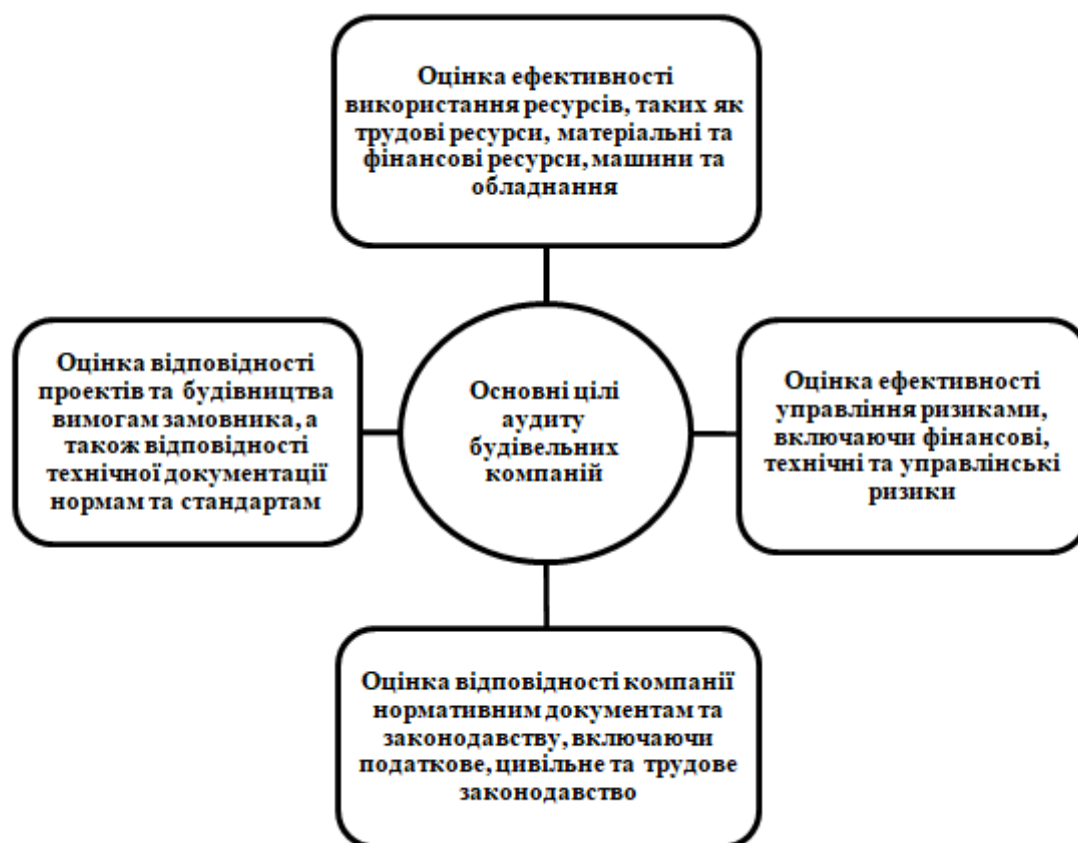 Оцінка ефективності
використання ресурсів, таких як
трудові ресурси, матеріальні та
фінансові ресурси, машини та
обладнання
Оцінка відповідності
проектів та будівництва
вимогам замовника, а
також відповідності
технічної документації
нормам та стандартам
Основні цілі
аудиту
будівельних
компаній
Оцінка ефективності
управління ризиками,
включаючи фінансові,
технічні та управлінські
ризики
Оцінка відповідності компанії
нормативним документам та
законодавству, включаючи
податкове, цивільне та трудове
законодавство